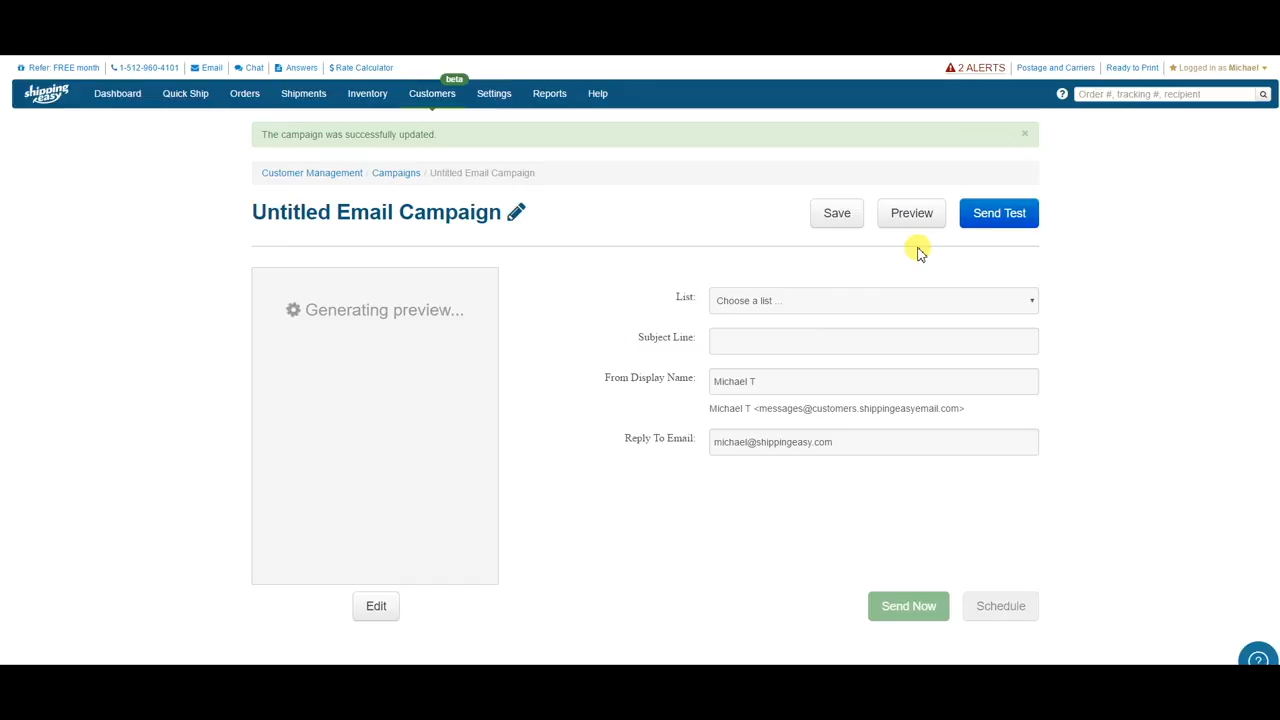 Refer: FREE month 1-512-960-4101 Email Chat Answers $ Rate Calculator 2 ALERTS Postage and Carriers Ready to Print Logged in as Michael
beta
shipping easy Dashboard Quick Ship Orders Shipments Inventory Customers Settings Reports Help ? Order #, tracking #, recipient
The campaign was successfully updated. ×
Customer Management / Campaigns / Untitled Email Campaign
Untitled Email Campaign Save Preview Send Test
Generating preview...
List: Choose a list ...
Subject Line:
From Display Name: Michael T
Michael T <messages@customers.shippingeasyemail.com>
Reply To Email: michael@shippingeasy.com
Edit Send Now Schedule
?